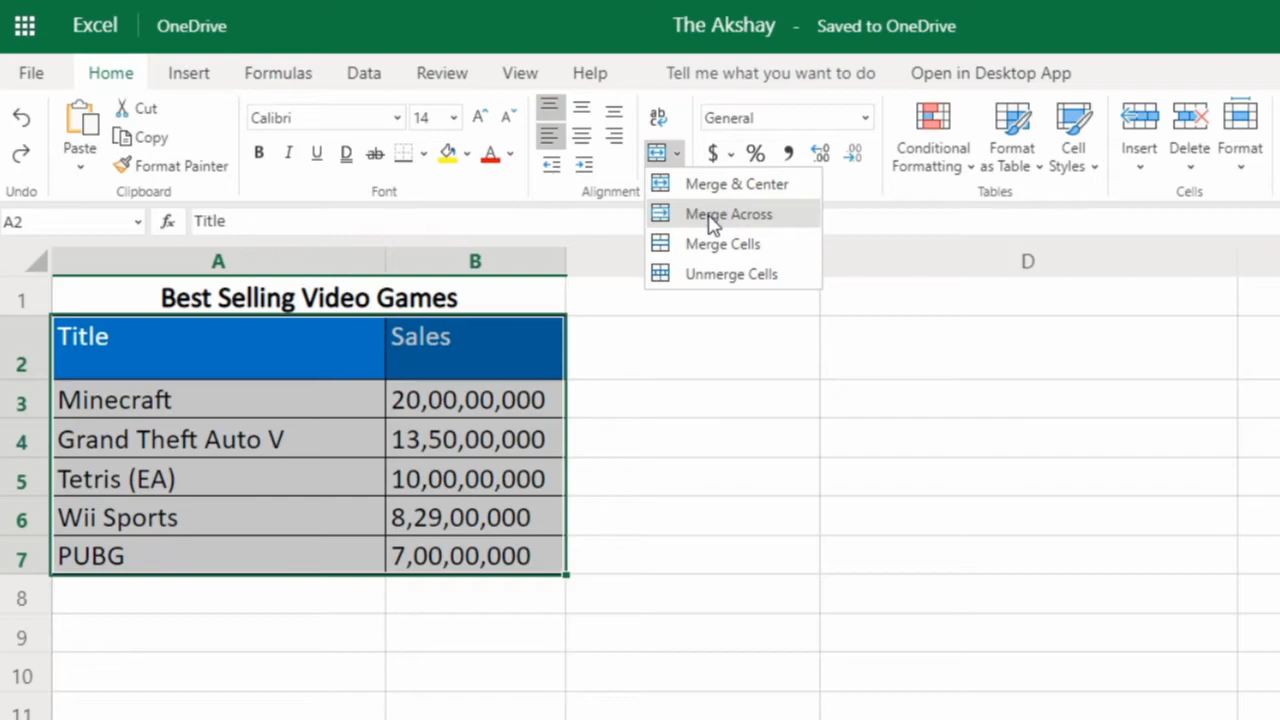 Excel OneDrive The Akshay - Saved to OneDrive
File Home Insert Formulas Data Review View Help Tell me what you want to do Open in Desktop App
Cut
Copy
Format Painter
Paste
Clipboard
Undo
Calibri 14
B I U D ab
Font
ab
Alignment
General
$ % 9 .00 .00
Conditional Formatting
Format as Table
Cell Styles
Tables
Insert Delete Format
Cells
Merge & Center
Merge Across
Merge Cells
Unmerge Cells
A2 fx Title
A B D
1 Best Selling Video Games
2 Title Sales
3 Minecraft 20,00,00,000
4 Grand Theft Auto V 13,50,00,000
5 Tetris (EA) 10,00,00,000
6 Wii Sports 8,29,00,000
7 PUBG 7,00,00,000
8
9
10
11